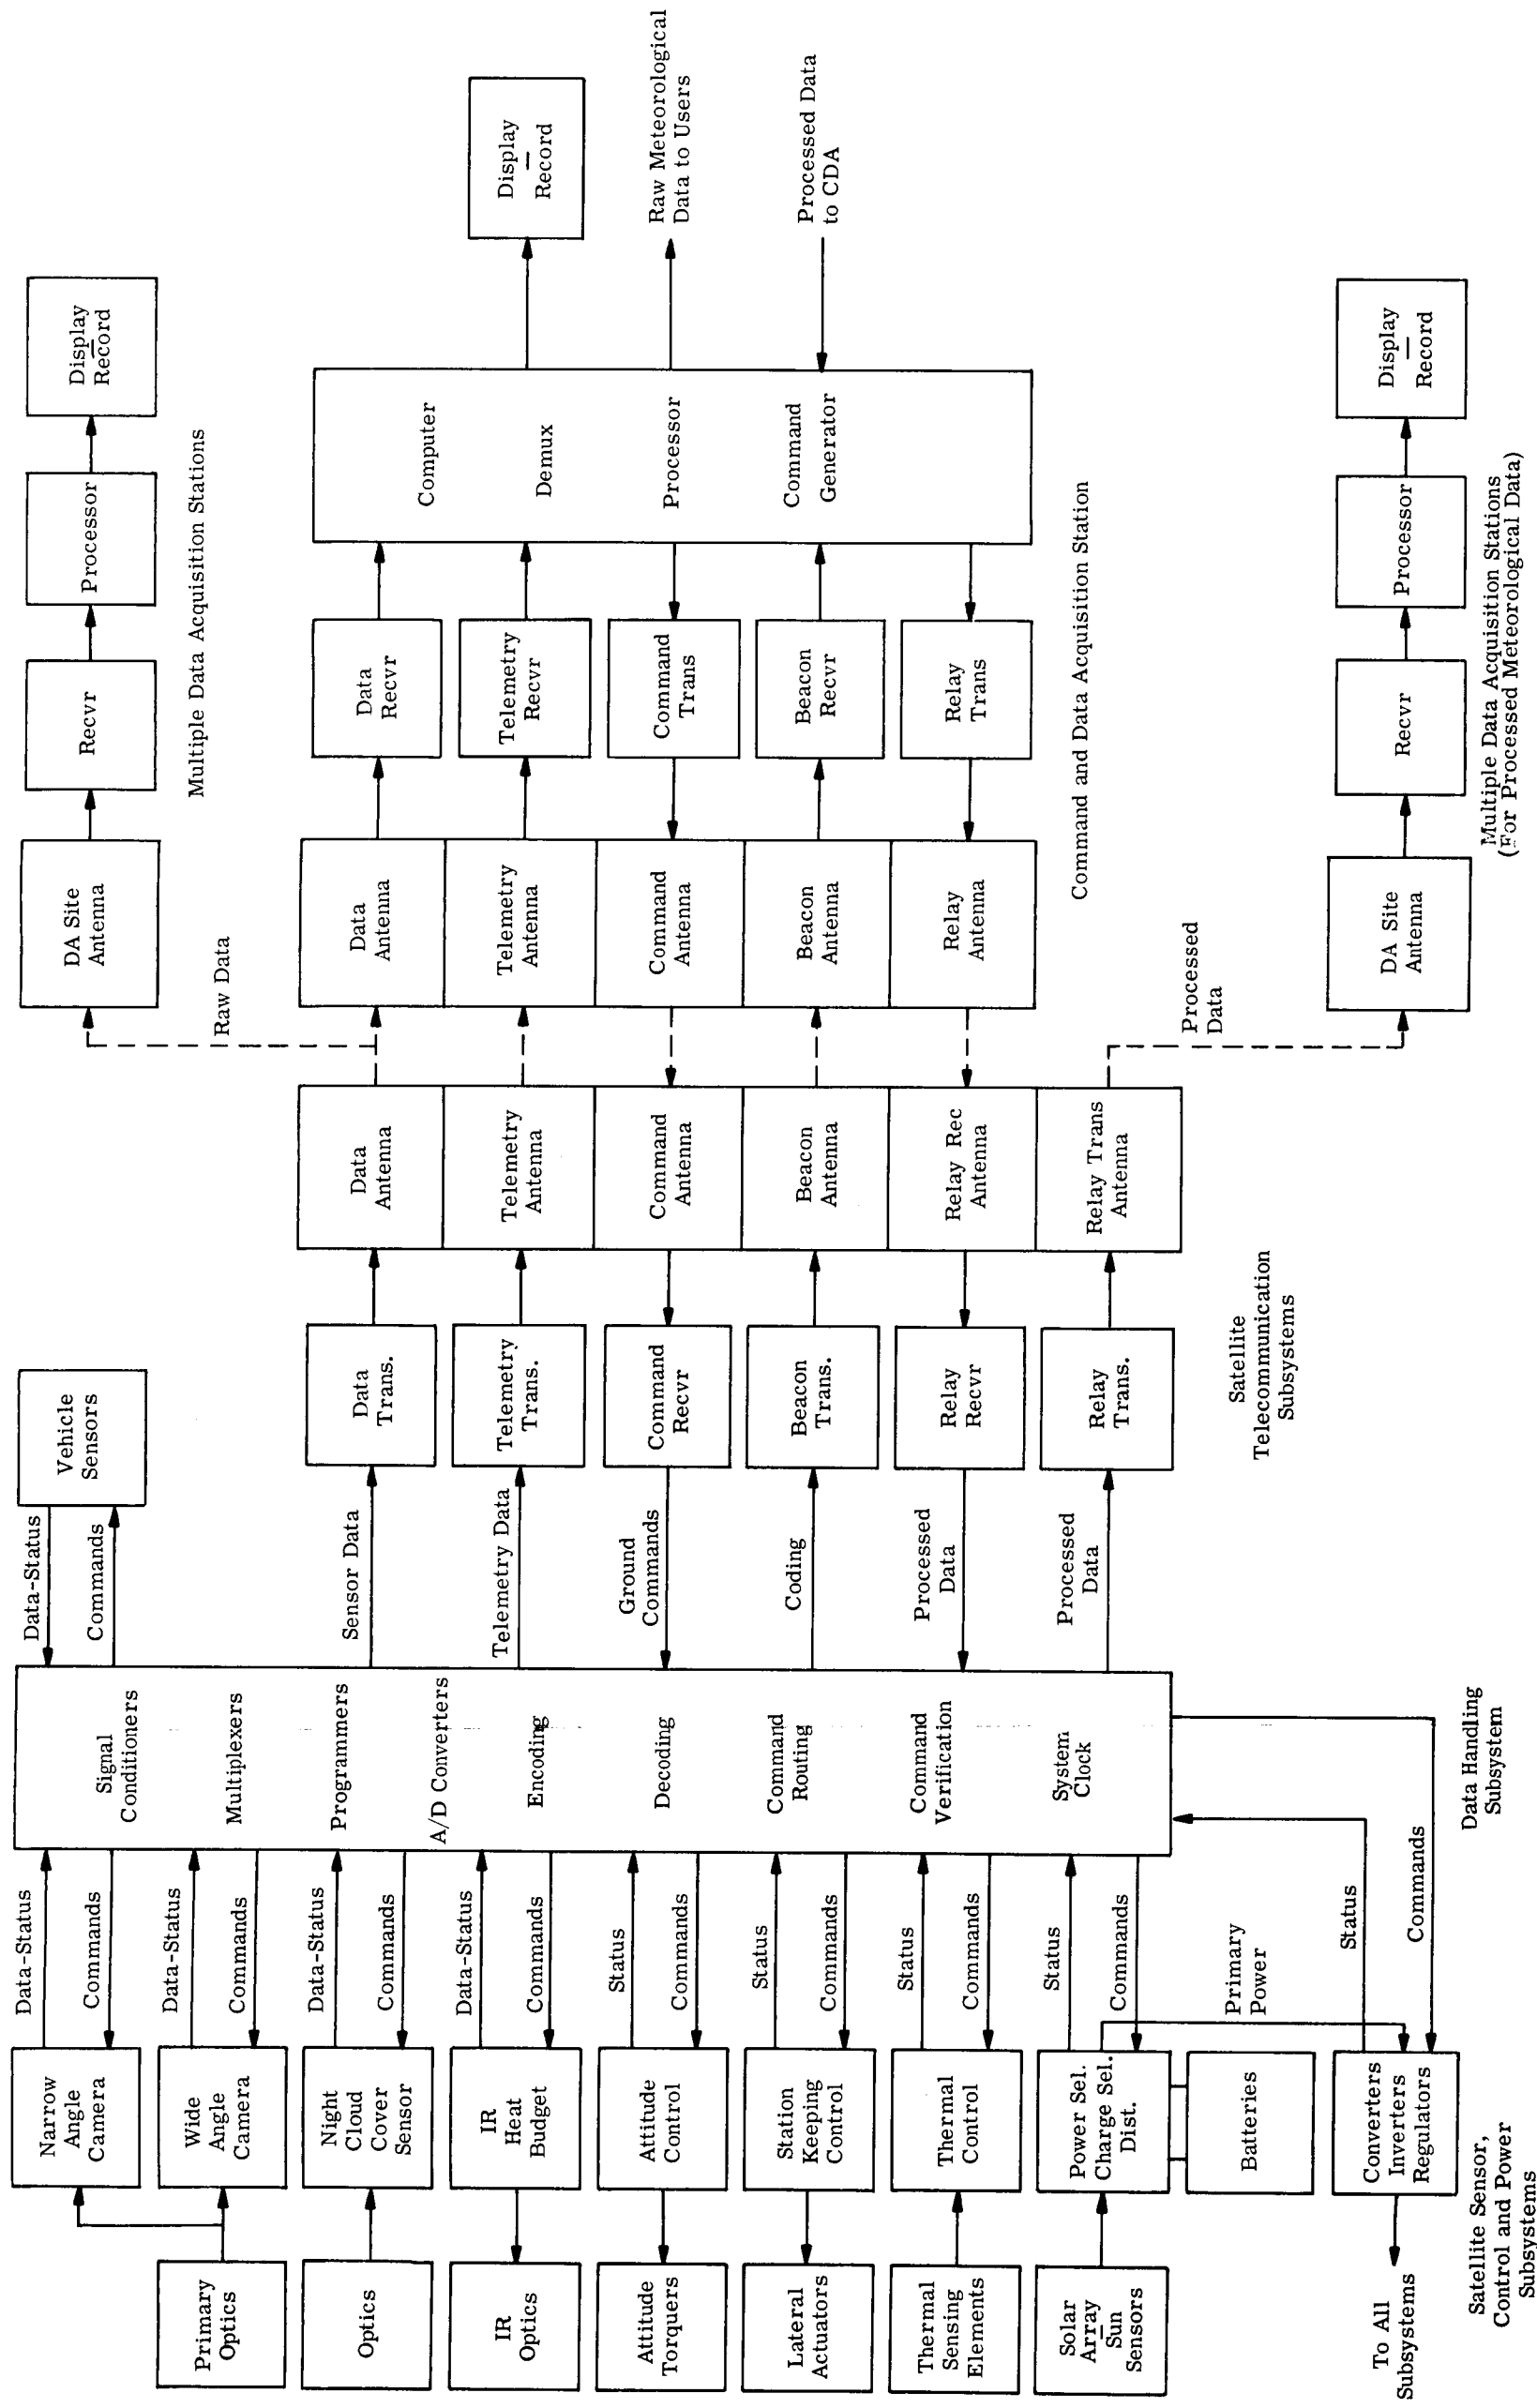 Primary
Optics
Optics
IR
Optics
Attitude
Torquers
Lateral
Actuators
Thermal
Sensing
Elements
Solar
Array
Sun
Sensors
To All
Subsystems
Narrow
Angle
Camera
Wide
Angle
Camera
Night
Cloud
Cover
Sensor
IR
Heat
Budget
Attitude
Control
Station
Keeping
Control
Thermal
Control
Power Sel.
Charge Sel.
Dist.
Batteries
Converters
Inverters
Regulators
Satellite Sensor,
Control and Power
Subsystems
Data-Status
Commands
Data-Status
Commands
Data-Status
Commands
Data-Status
Commands
Status
Commands
Status
Commands
Status
Commands
Status
Commands
Primary
Power
Status
Commands
Signal
Conditioners
Multiplexers
Programmers
A/D Converters
Encoding
Decoding
Command
Routing
Command
Verification
System
Clock
Data Handling
Subsystem
Data-Status
Commands
Sensor Data
Telemetry Data
Ground
Commands
Coding
Processed
Data
Processed
Data
Vehicle
Sensors
Data
Trans.
Telemetry
Trans.
Command
Recvr
Beacon
Trans.
Relay
Recvr
Relay
Trans.
Satellite
Telecommunication
Subsystems
Data
Antenna
Telemetry
Antenna
Command
Antenna
Beacon
Antenna
Relay Rec
Antenna
Relay Trans
Antenna
Raw Data
Processed
Data
DA Site
Antenna
Recvr
Processor
Display
Record
Multiple Data Acquisition Stations
Data
Antenna
Telemetry
Antenna
Command
Antenna
Beacon
Antenna
Relay
Antenna
Data
Recvr
Telemetry
Recvr
Command
Trans
Beacon
Recvr
Relay
Trans
Computer
Demux
Processor
Command
Generator
Command and Data Acquisition Station
Display
Record
Raw Meteorological
Data to Users
Processed Data
to CDA
DA Site
Antenna
Recvr
Processor
Display
Record
Multiple Data Acquisition Stations
(For Processed Meteorological Data)